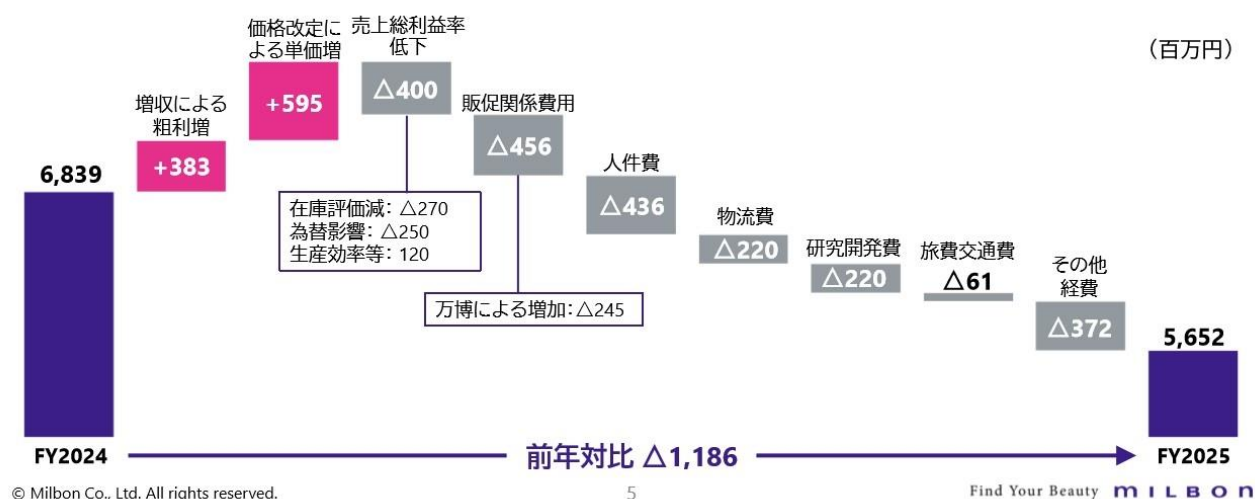 （百万円）
6,839
増収による
粗利増
+383
価格改定に
よる単価増
+595
売上総利益率
低下
△400
在庫評価減：△270
為替影響：△250
生産効率等：120
販促関係費用
△456
万博による増加：△245
人件費
△436
物流費
△220
研究開発費
△220
旅費交通費
△61
その他
経費
△372
5,652
FY2024
前年対比 △1,186
FY2025
© Milbon Co., Ltd. All rights reserved.
5
Find Your Beauty MILBON